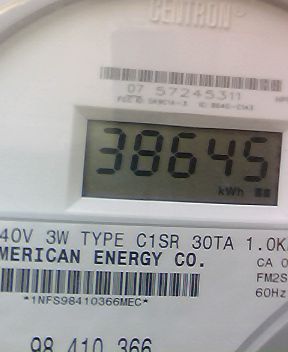 CENTRON®
07 57245311
38645
kWh
40V 3W TYPE C1SR 30TA 1.0K
MERICAN ENERGY CO.
CA 0
FM2S
60Hz
*1NFS98410366MEC*
98 410 366